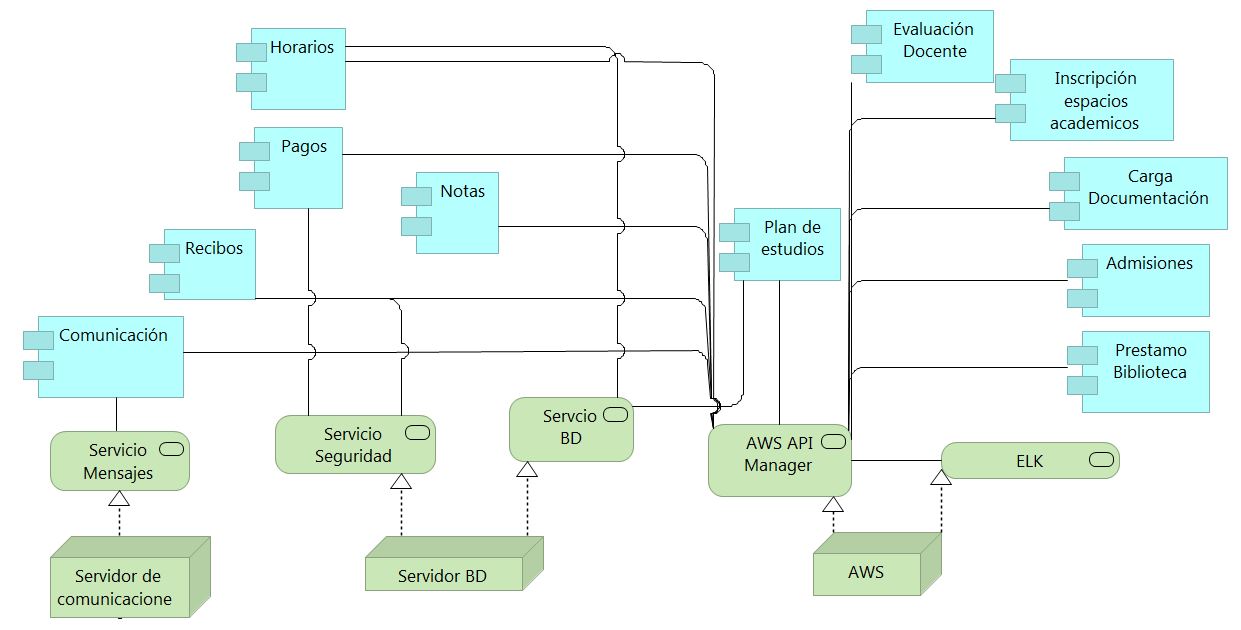 Horarios
Evaluación
Docente
Inscripción
espacios
academicos
Pagos
Notas
Carga
Documentación
Plan de
estudios
Recibos
Admisiones
Comunicación
Prestamo
Biblioteca
Servicio
Mensajes
Servicio
Seguridad
Servcio
BD
AWS API
Manager
ELK
Servidor de
comunicacione
Servidor BD
AWS